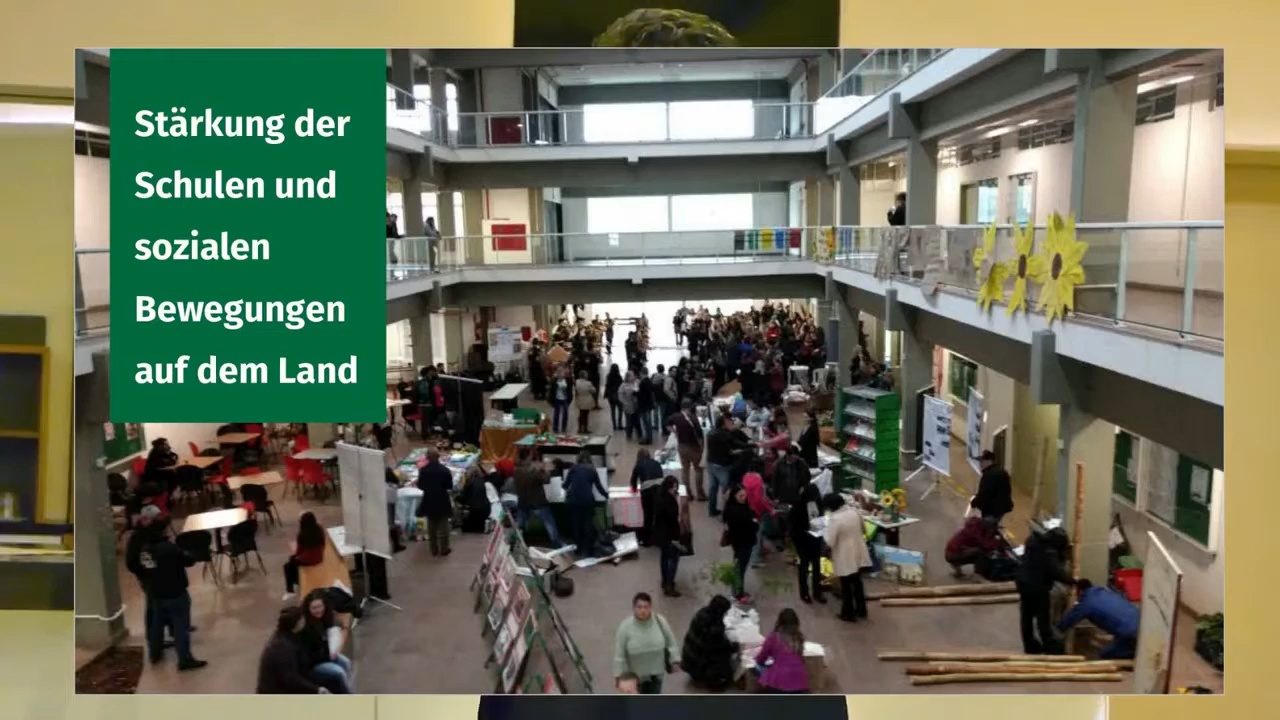 Stärkung der
Schulen und
sozialen
Bewegungen
auf dem Land